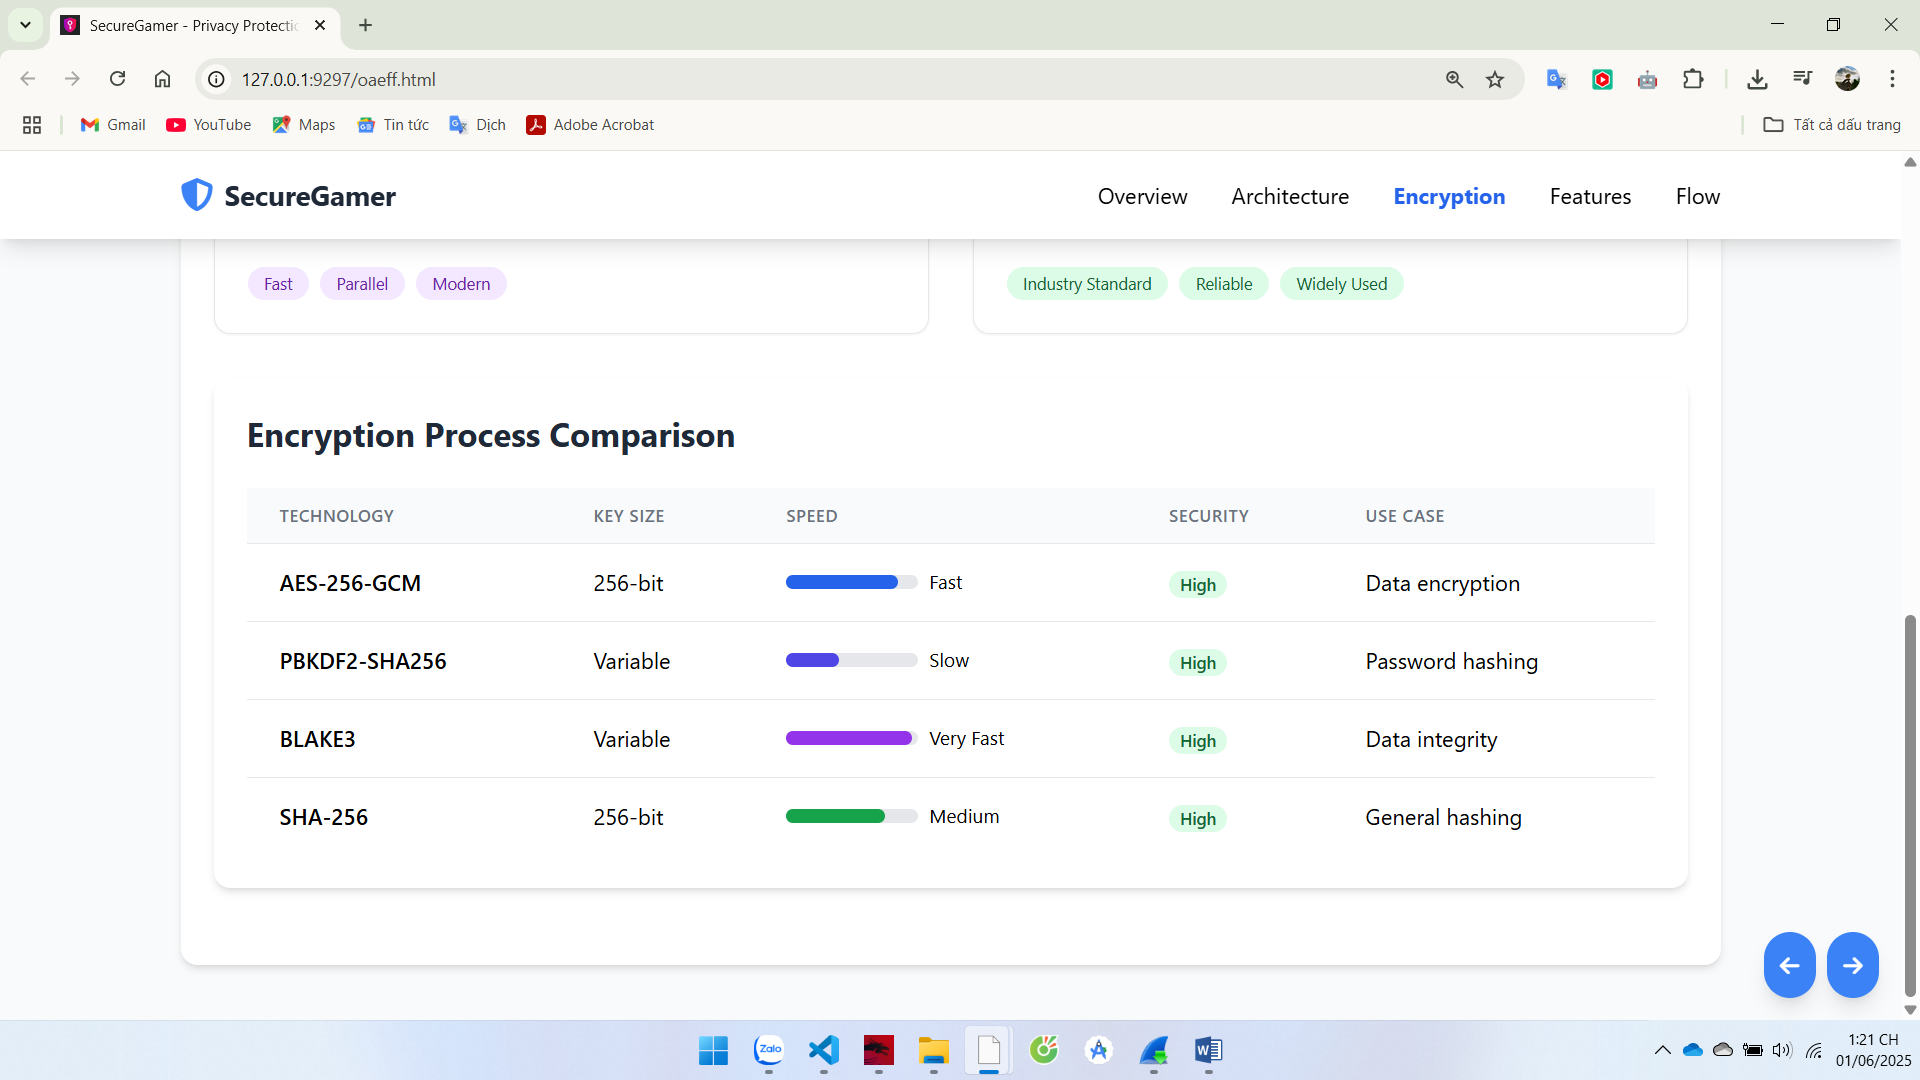 SecureGamer - Privacy Protectic
127.0.0.1:9297/oaeff.html
Gmail YouTube Maps Tin tức Dịch Adobe Acrobat Tất cả dấu trang
SecureGamer Overview Architecture Encryption Features Flow
Fast Parallel Modern Industry Standard Reliable Widely Used
Encryption Process Comparison
TECHNOLOGY KEY SIZE SPEED SECURITY USE CASE
AES-256-GCM 256-bit Fast High Data encryption
PBKDF2-SHA256 Variable Slow High Password hashing
BLAKE3 Variable Very Fast High Data integrity
SHA-256 256-bit Medium High General hashing
Zalo
1:21 CH
01/06/2025